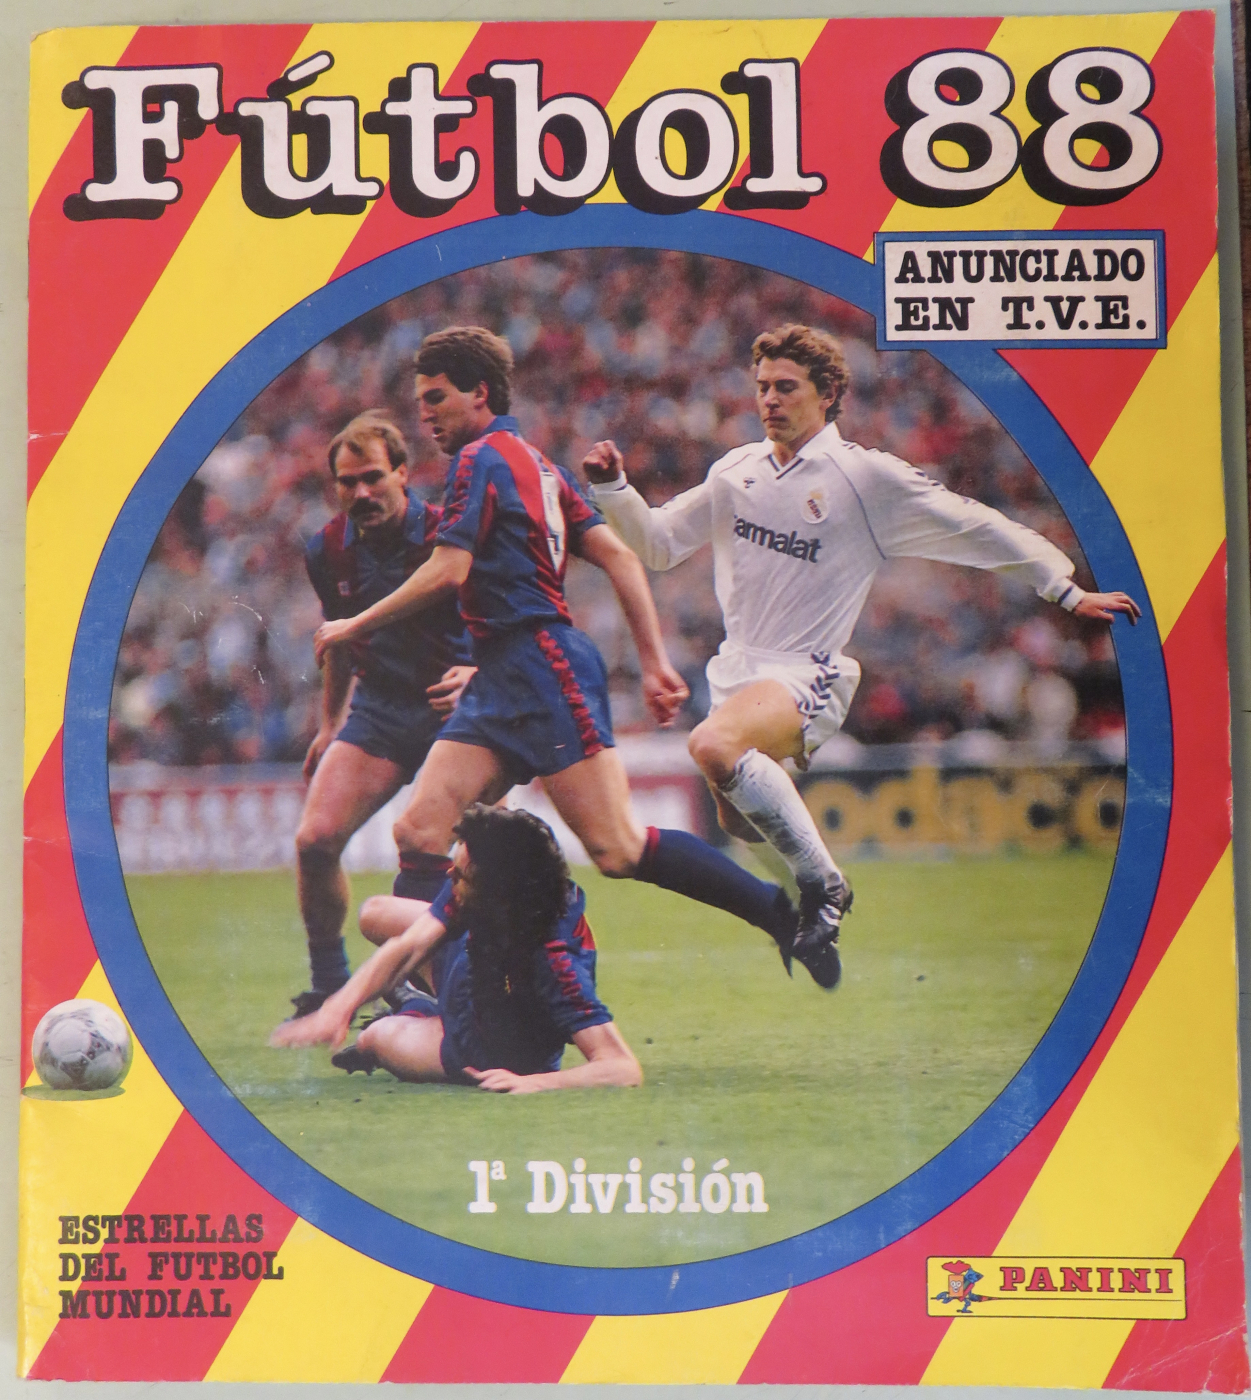 Fútbol 88
ANUNCIADO
EN T.V.E.
parmalat
1ª División
ESTRELLAS
DEL FUTBOL
MUNDIAL
PANINI